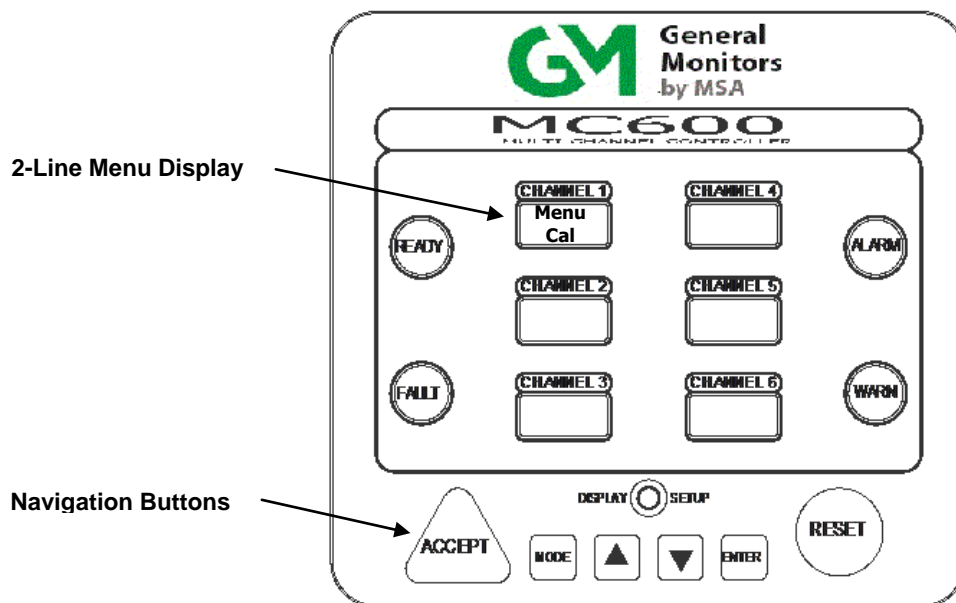 GM
General
Monitors
by MSA
MC600
MULTI CHANNEL CONTROLLER
2-Line Menu Display
CHANNEL 1
Menu
Cal
CHANNEL 4
READY
ALARM
CHANNEL 2
CHANNEL 5
CHANNEL 3
CHANNEL 6
FAULT
WARN
Navigation Buttons
DISPLAY
SETUP
ACCEPT
MODE
ENTER
RESET